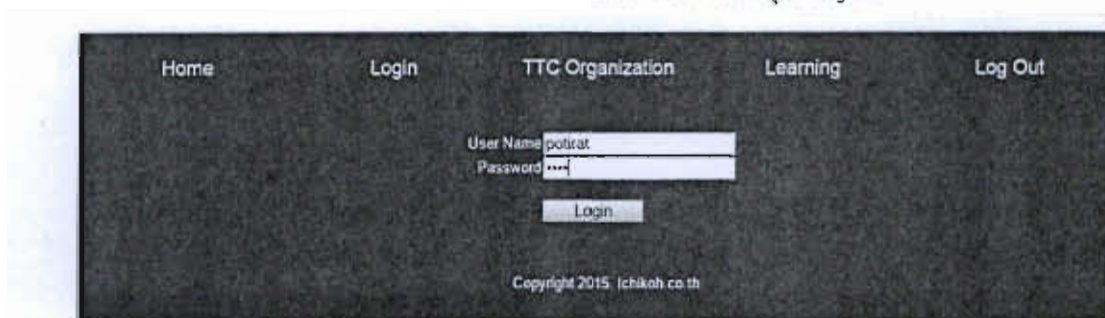 Home Login TTC Organization Learning Log Out
User Name potirat
Password ••••
Login
Copyright 2015 Ichikoh.co.th